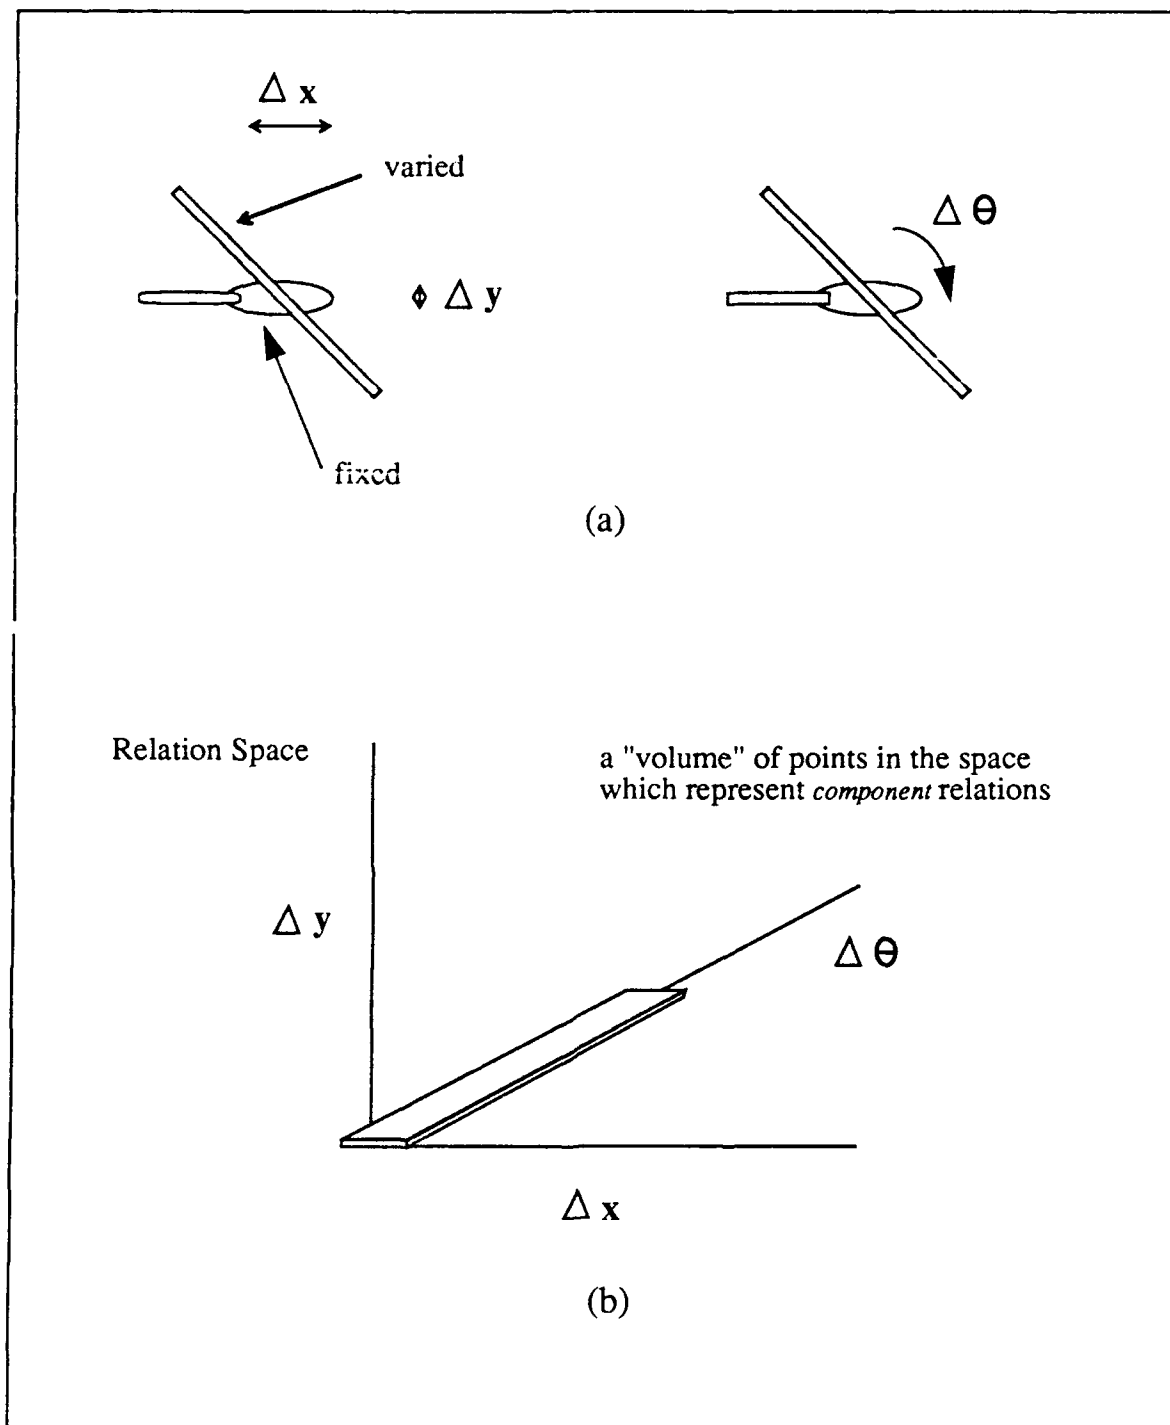 Δ x
varied
Δ θ
Δ y
fixed
(a)
Relation Space
a "volume" of points in the space
which represent component relations
Δ y
Δ θ
Δ x
(b)